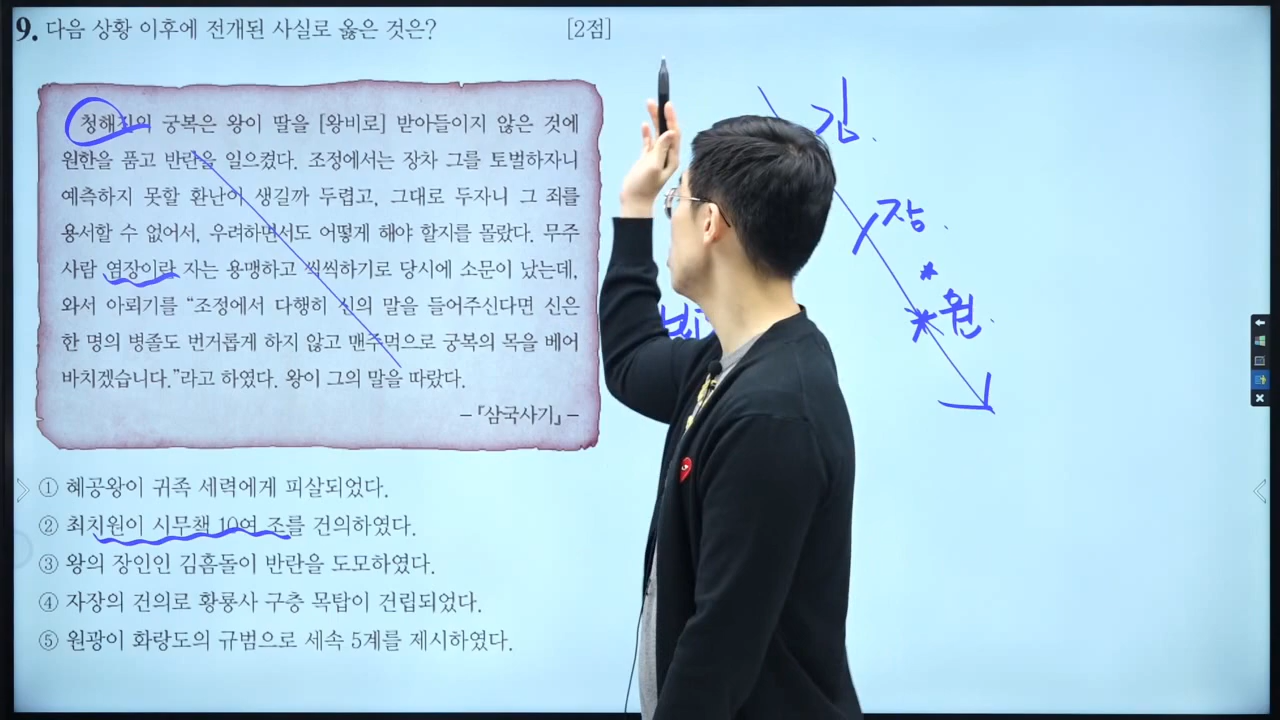 9. 다음 상황 이후에 전개된 사실로 옳은 것은? [2점]
청해진의 궁복은 왕이 딸을 [왕비로] 받아들이지 않은 것에
원한을 품고 반란을 일으켰다. 조정에서는 장차 그를 토벌하자니
예측하지 못할 환난이 생길까 두렵고, 그대로 두자니 그 죄를
용서할 수 없어서, 우려하면서도 어떻게 해야 할지를 몰랐다. 무주
사람 염장이란 자는 용맹하고 씩씩하기로 당시에 소문이 났는데,
와서 아뢰기를 “조정에서 다행히 신의 말을 들어주신다면 신은
한 명의 병졸도 번거롭게 하지 않고 맨주먹으로 궁복의 목을 베어
바치겠습니다.”라고 하였다. 왕이 그의 말을 따랐다.
-『삼국사기』-
① 혜공왕이 귀족 세력에게 피살되었다.
② 최치원이 시무책 10여 조를 건의하였다.
③ 왕의 장인인 김흠돌이 반란을 도모하였다.
④ 자장의 건의로 황룡사 구층 목탑이 건립되었다.
⑤ 원광이 화랑도의 규범으로 세속 5계를 제시하였다.
김.
장.
원.